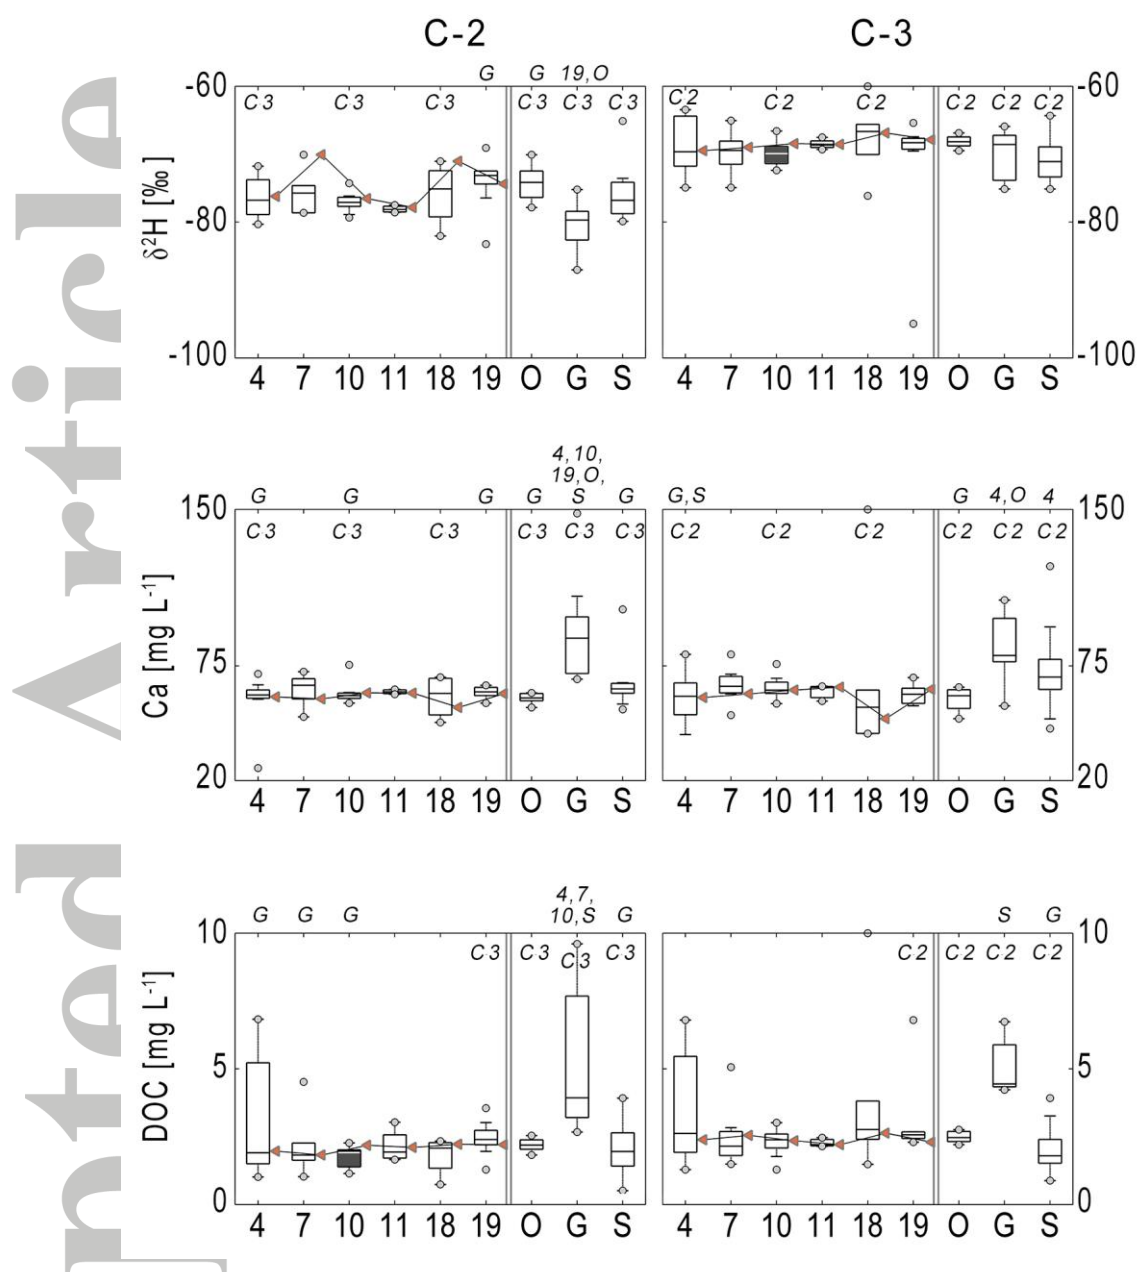 C-2 C-3
G G 19,O
-60 -60
C3 C3 C3 C3 C3 C3 C2 C2 C2 C2 C2 C2
δ²H [‰]
-80 -80
-100 -100
4 7 10 11 18 19 O G S 4 7 10 11 18 19 O G S
4,10,
19,O,
G G G G S G G,S G 4,O 4
150 150
C3 C3 C3 C3 C3 C3 C2 C2 C2 C2 C2 C2
Ca [mg L⁻¹]
75 75
20 20
4 7 10 11 18 19 O G S 4 7 10 11 18 19 O G S
4,7,
G G G 10,S G S G
10 10
C3 C3 C3 C3 C2 C2 C2 C2
DOC [mg L⁻¹]
5 5
0 0
4 7 10 11 18 19 O G S 4 7 10 11 18 19 O G S
nted Article